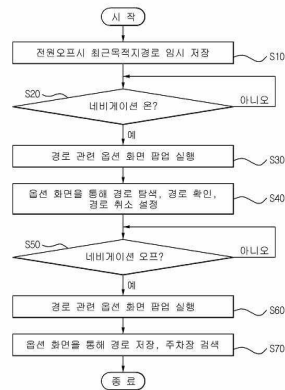 시 작
전원오프시 최근목적지경로 임시 저장
S10
S20
네비게이션 온?
아니오
예
경로 관련 옵션 화면 팝업 실행
S30
옵션 화면을 통해 경로 탐색, 경로 확인,
경로 취소 설정
S40
S50
네비게이션 오프?
아니오
예
경로 관련 옵션 화면 팝업 실행
S60
옵션 화면을 통해 경로 저장, 주차장 검색
S70
종 료